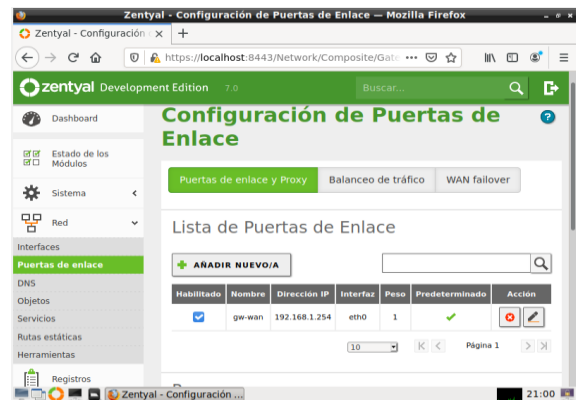 Zentyal - Configuración de Puertas de Enlace — Mozilla Firefox
Zentyal - Configuración
https://localhost:8443/Network/Composite/Gate
zentyal Development Edition 7.0
Buscar...
Dashboard
Estado de los
Módulos
Sistema
Red
Interfaces
Puertas de enlace
DNS
Objetos
Servicios
Rutas estáticas
Herramientas
Registros
Configuración de Puertas de
Enlace
Puertas de enlace y Proxy
Balanceo de tráfico
WAN failover
Lista de Puertas de Enlace
AÑADIR NUEVO/A
Habilitado Nombre Dirección IP Interfaz Peso Predeterminado Acción
gw-wan 192.168.1.254 eth0 1
10
Página 1
Zentyal - Configuración ...
21:00